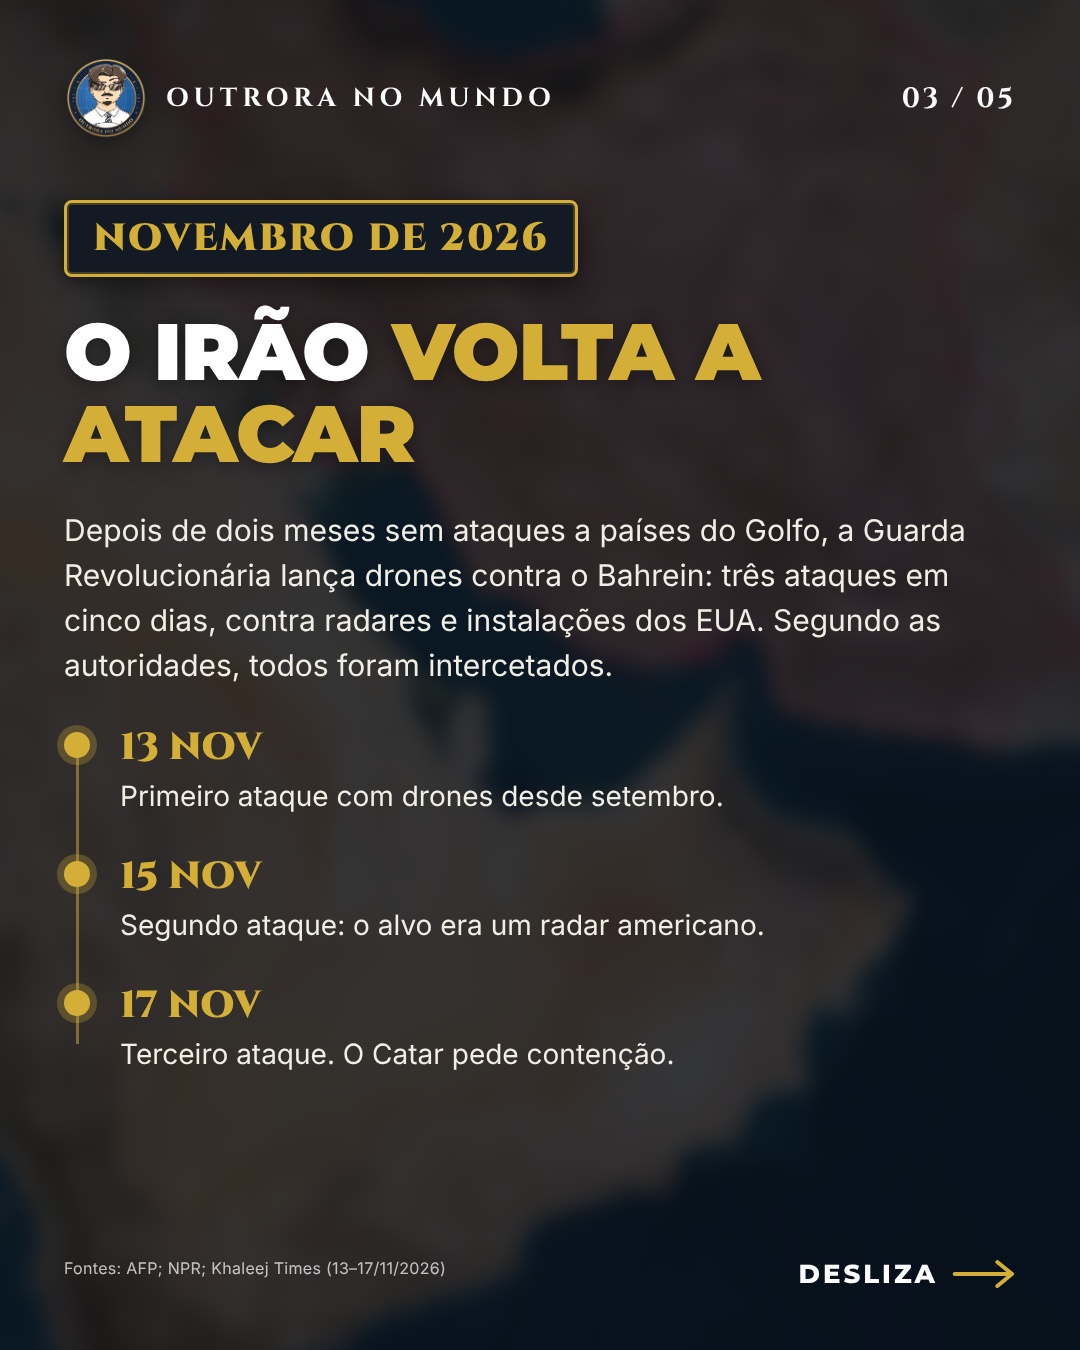 OUTRORA NO MUNDO
03 / 05
NOVEMBRO DE 2026
O IRÃO VOLTA A
ATACAR
Depois de dois meses sem ataques a países do Golfo, a Guarda
Revolucionária lança drones contra o Bahrein: três ataques em
cinco dias, contra radares e instalações dos EUA. Segundo as
autoridades, todos foram intercetados.
13 NOV
Primeiro ataque com drones desde setembro.
15 NOV
Segundo ataque: o alvo era um radar americano.
17 NOV
Terceiro ataque. O Catar pede contenção.
Fontes: AFP; NPR; Khaleej Times (13–17/11/2026)
DESLIZA